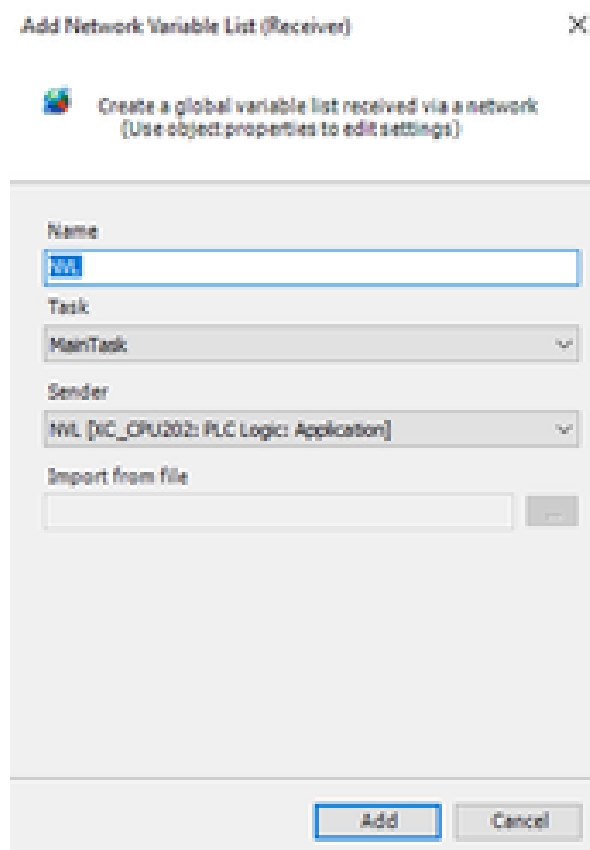 Add Network Variable List (Receiver)
Create a global variable list received via a network
(Use object properties to edit settings)
Name
NVL
Task
MainTask
Sender
NVL [XC_CPU202: PLC Logic: Application]
Import from file
...
Add
Cancel